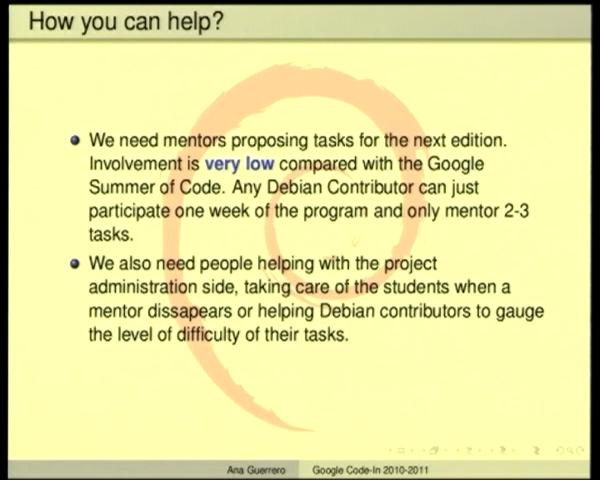 How you can help?
We need mentors proposing tasks for the next edition.
Involvement is very low compared with the Google
Summer of Code. Any Debian Contributor can just
participate one week of the program and only mentor 2-3
tasks.
We also need people helping with the project
administration side, taking care of the students when a
mentor dissapears or helping Debian contributors to gauge
the level of difficulty of their tasks.
Ana Guerrero Google Code-In 2010-2011